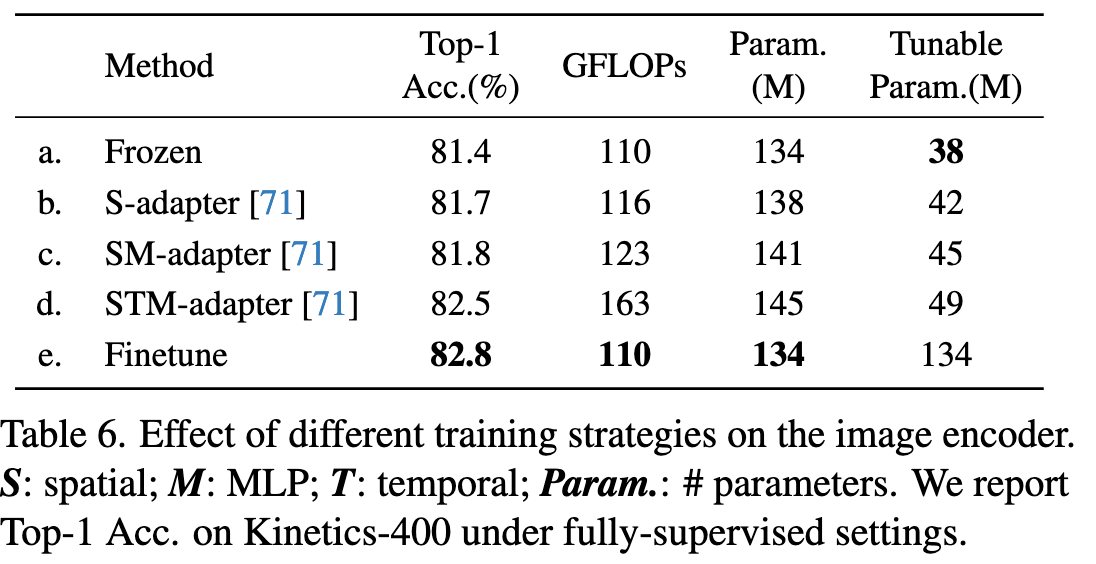 Method Top-1 Acc.(%) GFLOPs Param. (M) Tunable Param.(M)
a. Frozen 81.4 110 134 38
b. S-adapter [71] 81.7 116 138 42
c. SM-adapter [71] 81.8 123 141 45
d. STM-adapter [71] 82.5 163 145 49
e. Finetune 82.8 110 134 134
Table 6. Effect of different training strategies on the image encoder.
S: spatial; M: MLP; T: temporal; Param.: # parameters. We report
Top-1 Acc. on Kinetics-400 under fully-supervised settings.